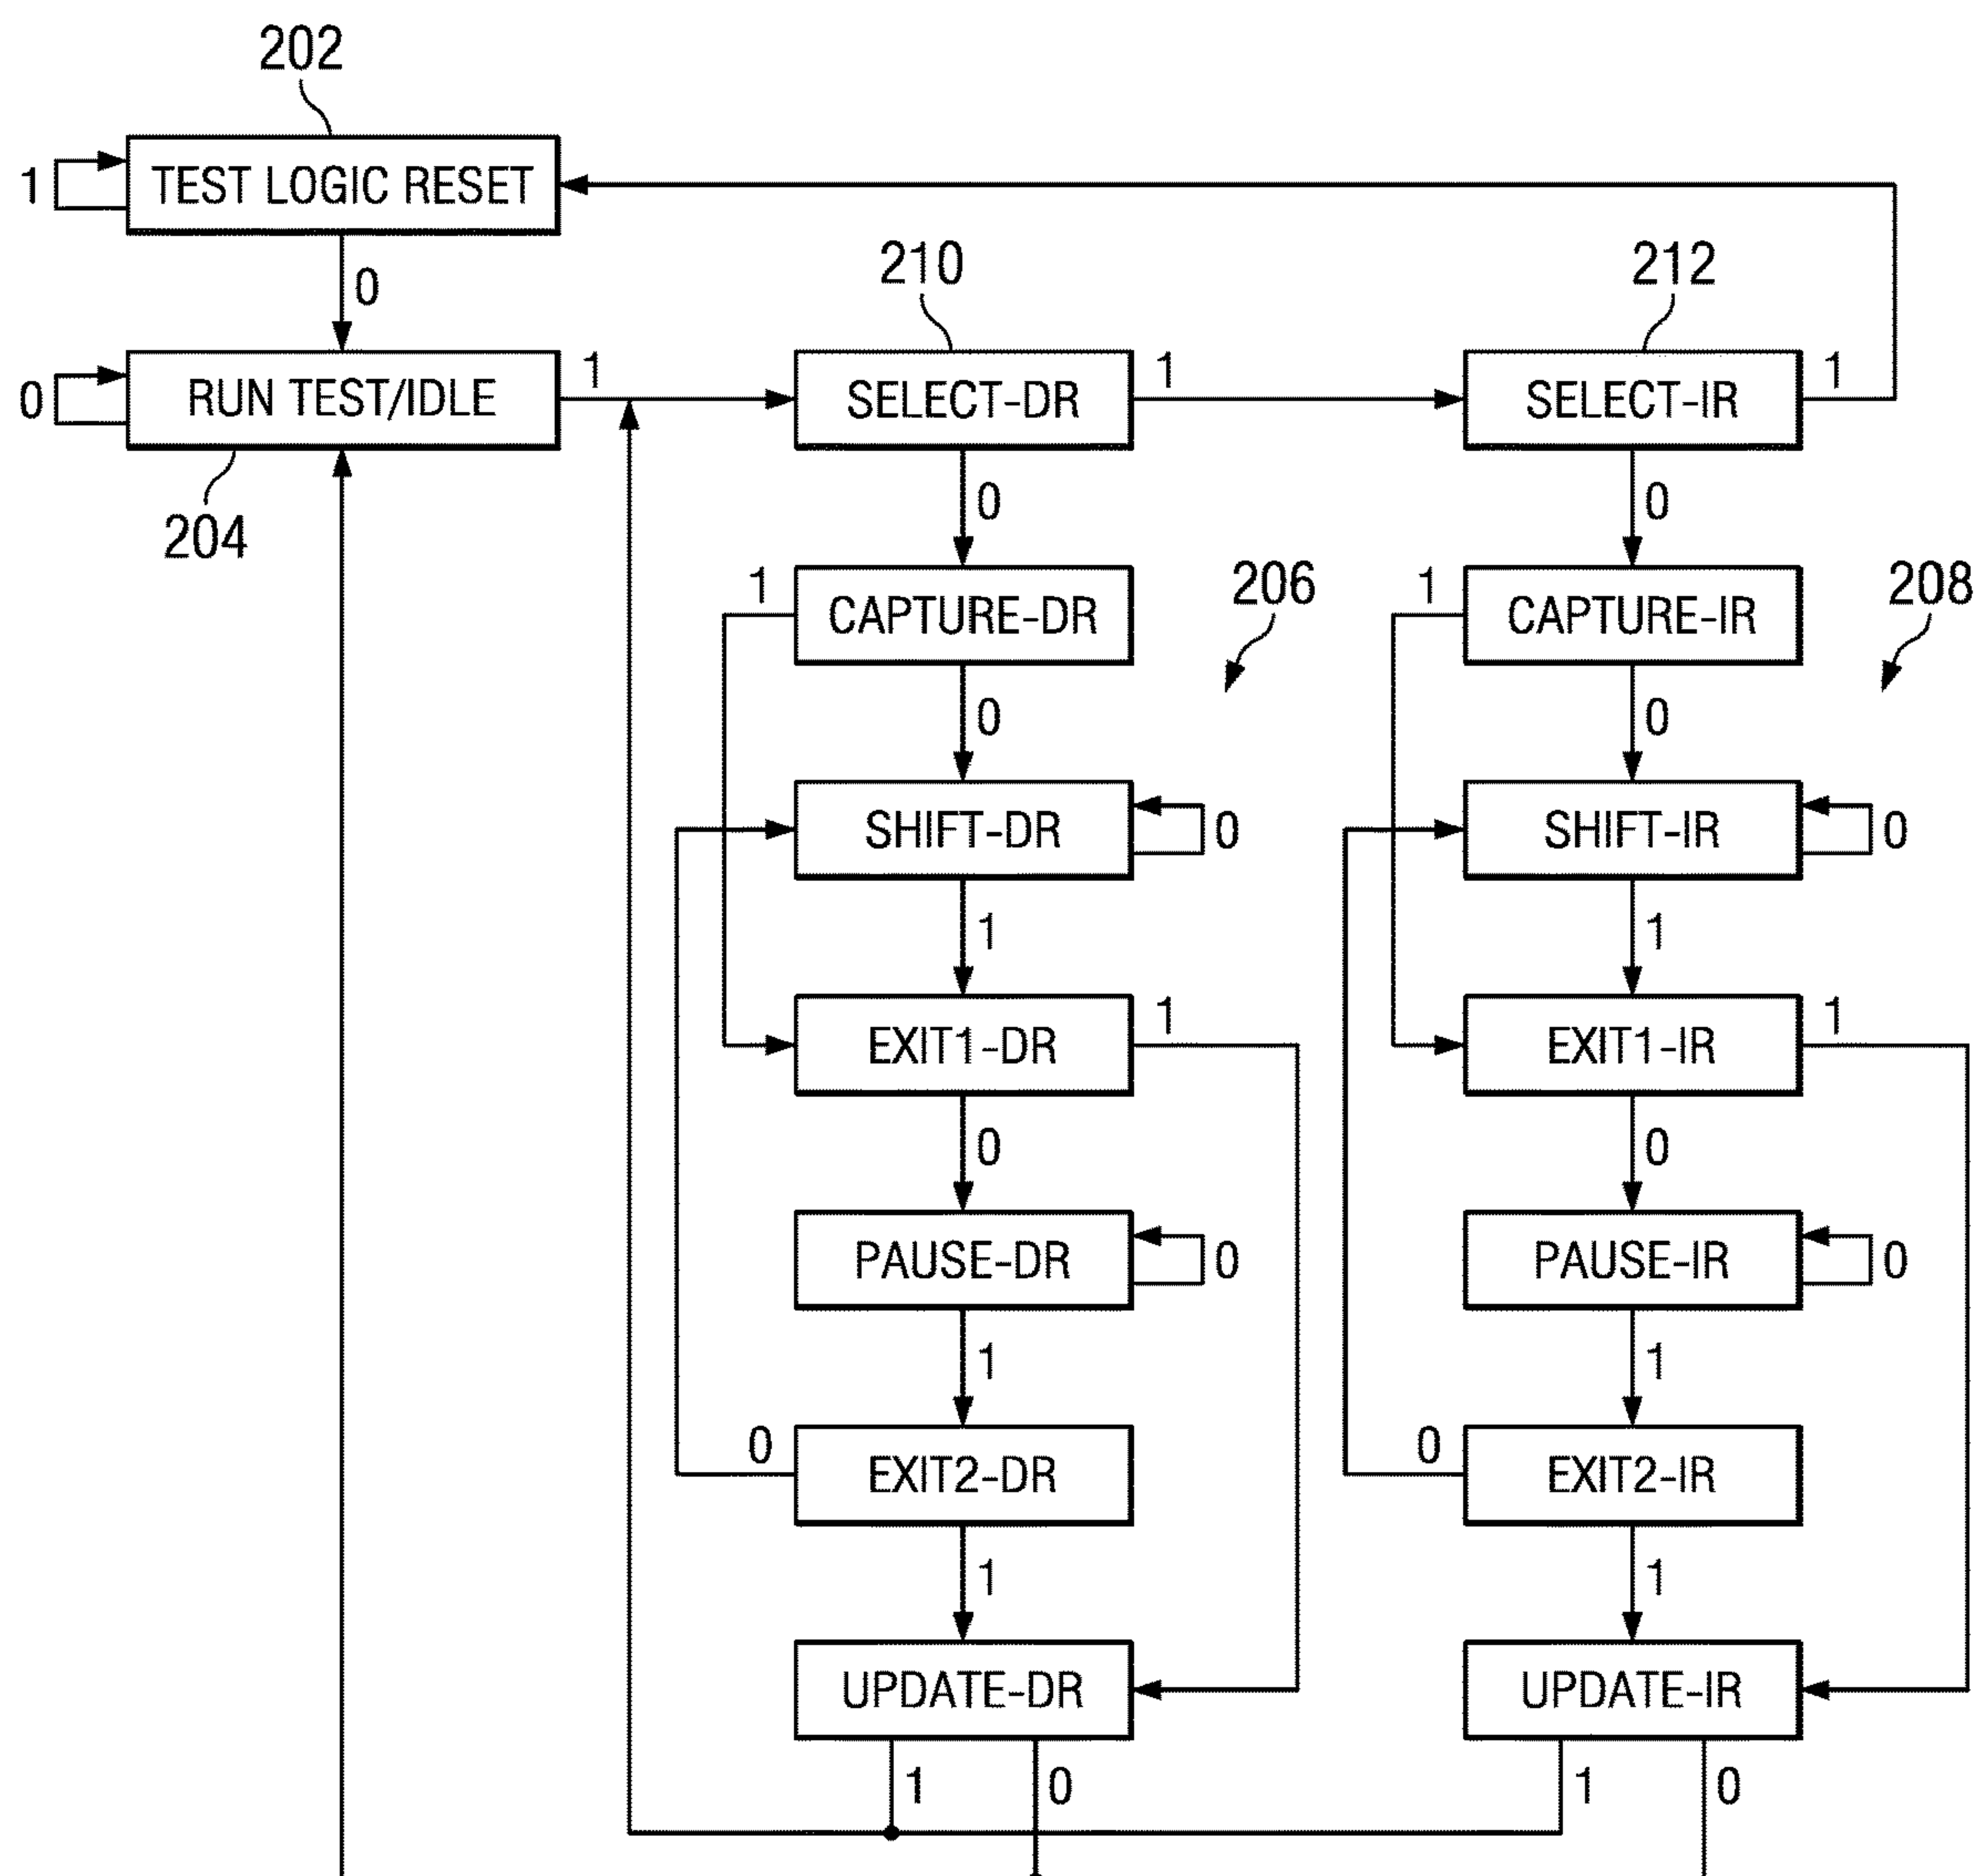 202
1 TEST LOGIC RESET
0
210
212
0 RUN TEST/IDLE 1
SELECT-DR 1
SELECT-IR 1
204
0
0
1 CAPTURE-DR
206
1 CAPTURE-IR
208
0
0
SHIFT-DR 0
SHIFT-IR 0
1
1
EXIT1-DR 1
EXIT1-IR 1
0
0
PAUSE-DR 0
PAUSE-IR 0
1
1
0 EXIT2-DR
0 EXIT2-IR
1
1
UPDATE-DR
UPDATE-IR
1 0
1 0